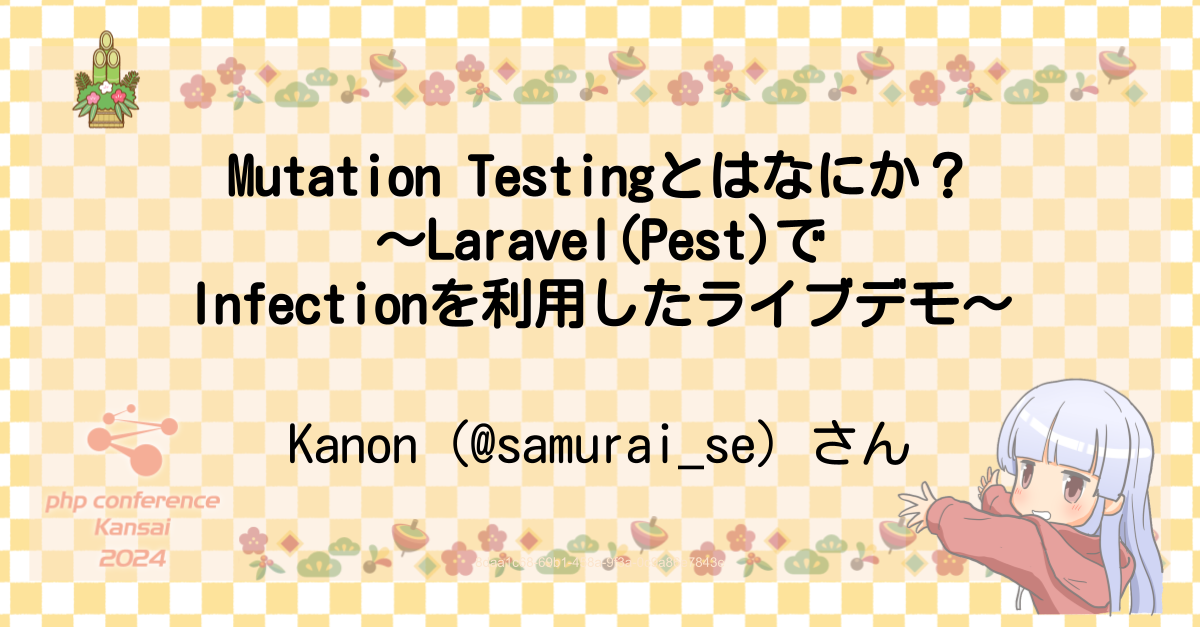 Mutation Testingとはなにか？
～Laravel(Pest)で
Infectionを利用したライブデモ～
Kanon (@samurai_se) さん
php conference
Kansai
2024